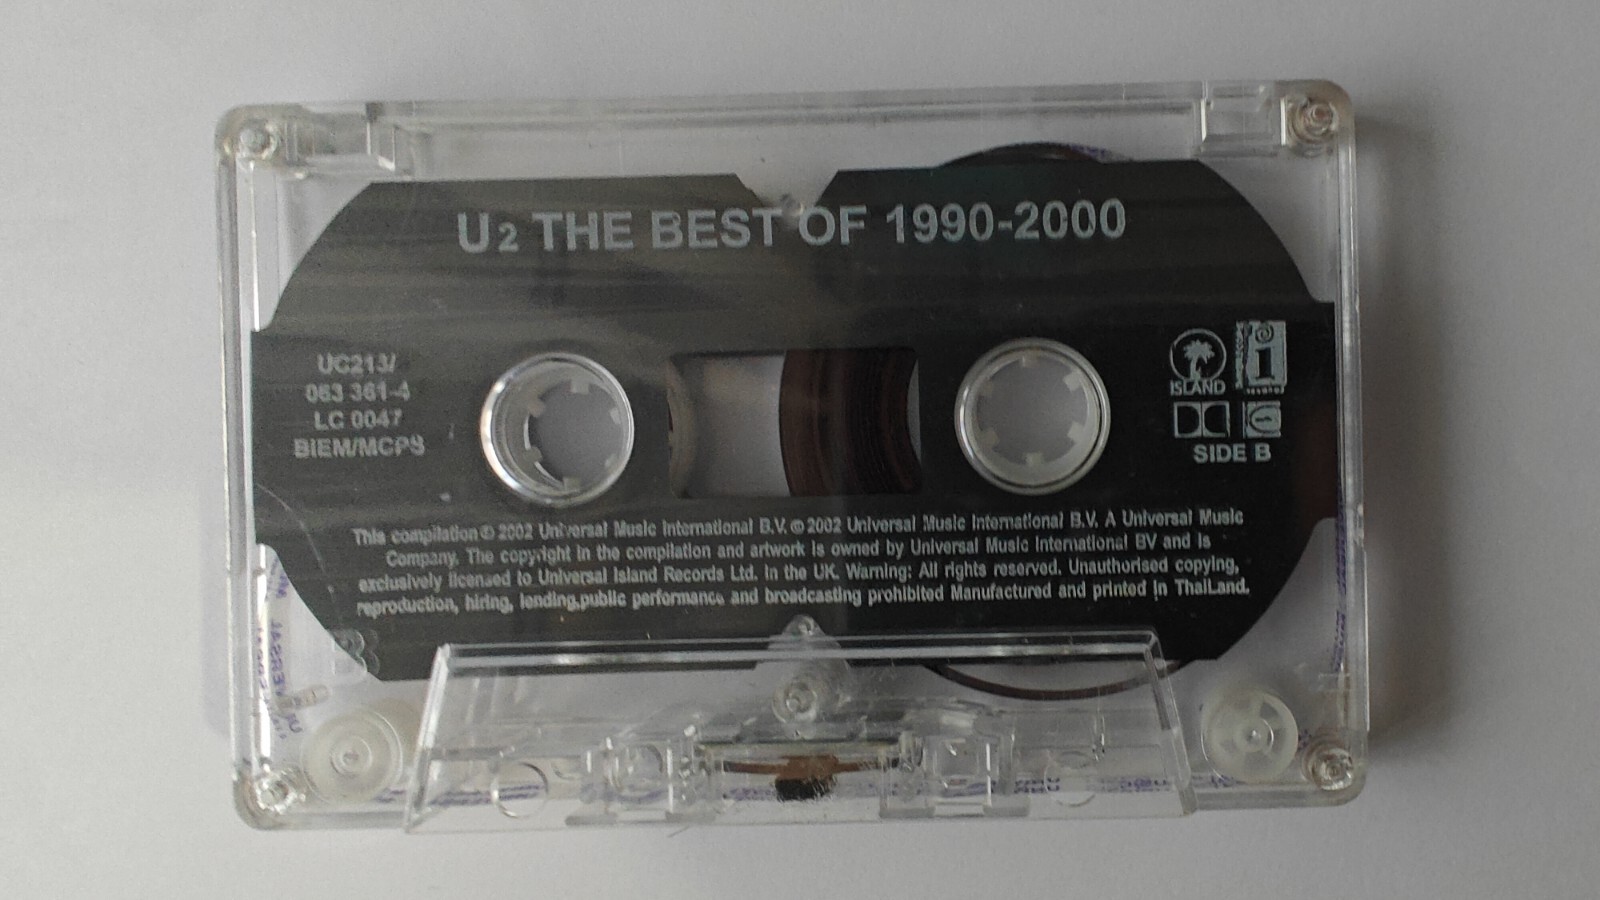 U2 THE BEST OF 1990-2000
UC213/
063 361-4
LC 0047
BIEM/MCPS
ISLAND
SIDE B
This compilation ℗ 2002 Universal Music International B.V. © 2002 Universal Music International B.V. A Universal Music
Company. The copyright in the compilation and artwork is owned by Universal Music International BV and is
exclusively licensed to Universal Island Records Ltd. in the UK. Warning: All rights reserved. Unauthorised copying,
reproduction, hiring, lending,public performance and broadcasting prohibited Manufactured and printed in ThaiLand.